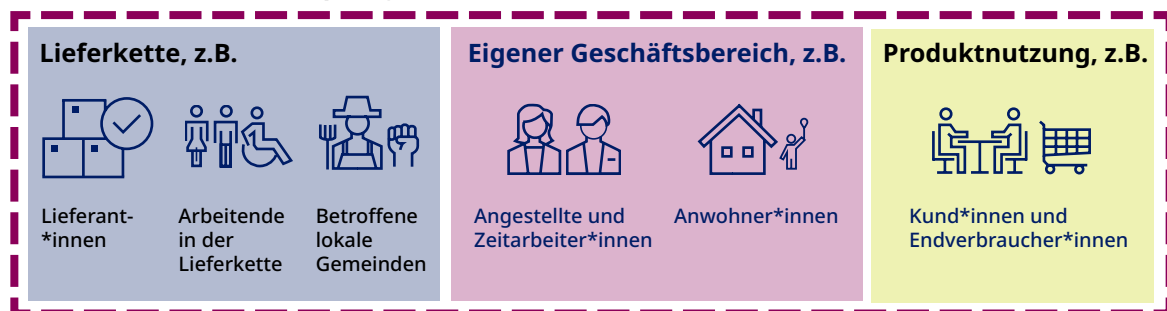 Lieferkette, z.B.
Lieferant-
*innen
Arbeitende
in der
Lieferkette
Betroffene
lokale
Gemeinden
Eigener Geschäftsbereich, z.B.
Angestellte und
Zeitarbeiter*innen
Anwohner*innen
Produktnutzung, z.B.
Kund*innen und
Endverbraucher*innen